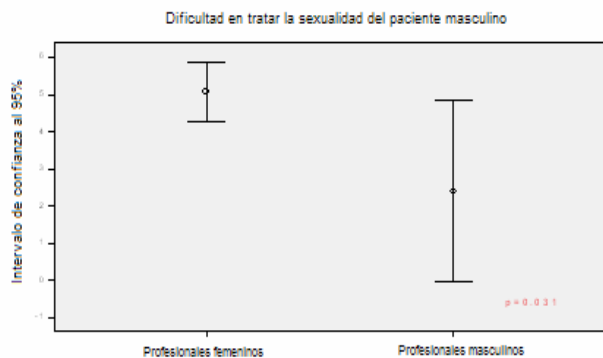 Dificultad en tratar la sexualidad del paciente masculino
Intervalo de confianza al 95%
6
5
4
3
2
1
0
-1
p=0.031
Profesionales femeninos
Profesionales masculinos